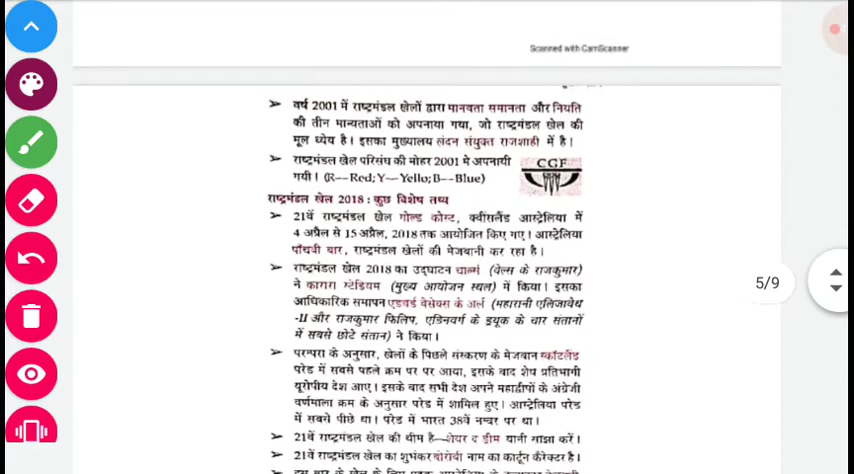 Scanned with CamScanner
➢ वर्ष 2001 में राष्ट्रमंडल खेलों द्वारा मानवता समानता और नियति
की तीन मान्यताओं को अपनाया गया, जो राष्ट्रमंडल खेल की
मूल ध्येय है। इसका मुख्यालय लंदन संयुक्त राजशाही में है।
➢ राष्ट्रमंडल खेल परिसंघ की मोहर 2001 मे अपनायी
गयी। (R--Red; Y--Yello; B--Blue)
CGF
राष्ट्रमंडल खेल 2018 : कुछ विशेष तथ्य
➢ 21वें राष्ट्रमंडल खेल गोल्ड कोस्ट, क्वींसलैंड आस्ट्रेलिया में
4 अप्रैल से 15 अप्रैल, 2018 तक आयोजित किए गए। आस्ट्रेलिया
पाँचवी बार, राष्ट्रमंडल खेलों की मेजबानी कर रहा है।
5/9
➢ राष्ट्रमंडल खेल 2018 का उद्घाटन चार्ल्स (वेल्स के राजकुमार)
ने कारारा स्टेडियम (मुख्य आयोजन स्थल) में किया। इसका
आधिकारिक समापन एडवर्ड वेसेक्स के अर्ल (महारानी एलिजाबेथ
-II और राजकुमार फिलिप, एडिनवर्ग के ड्यूक के चार संतानों
में सबसे छोटे संतान) ने किया।
➢ परम्परा के अनुसार, खेलों के पिछले संस्करण के मेजबान स्कॉटलैंड
परेड में सबसे पहले क्रम पर पर आया, इसके बाद शेष प्रतिभागी
यूरोपीय देश आए। इसके बाद सभी देश अपने महाद्वीपों के अंग्रेजी
वर्णमाला क्रम के अनुसार परेड में शामिल हुए। आस्ट्रेलिया परेड
में सबसे पीछे था। परेड में भारत 38वें नम्बर पर था।
➢ 21वें राष्ट्रमंडल खेल की थीम है—शेयर द ड्रीम यानी साझा करें।
➢ 21वें राष्ट्रमंडल खेल का शुभंकर बोरोबी नाम का कार्टून कैरेक्टर है।